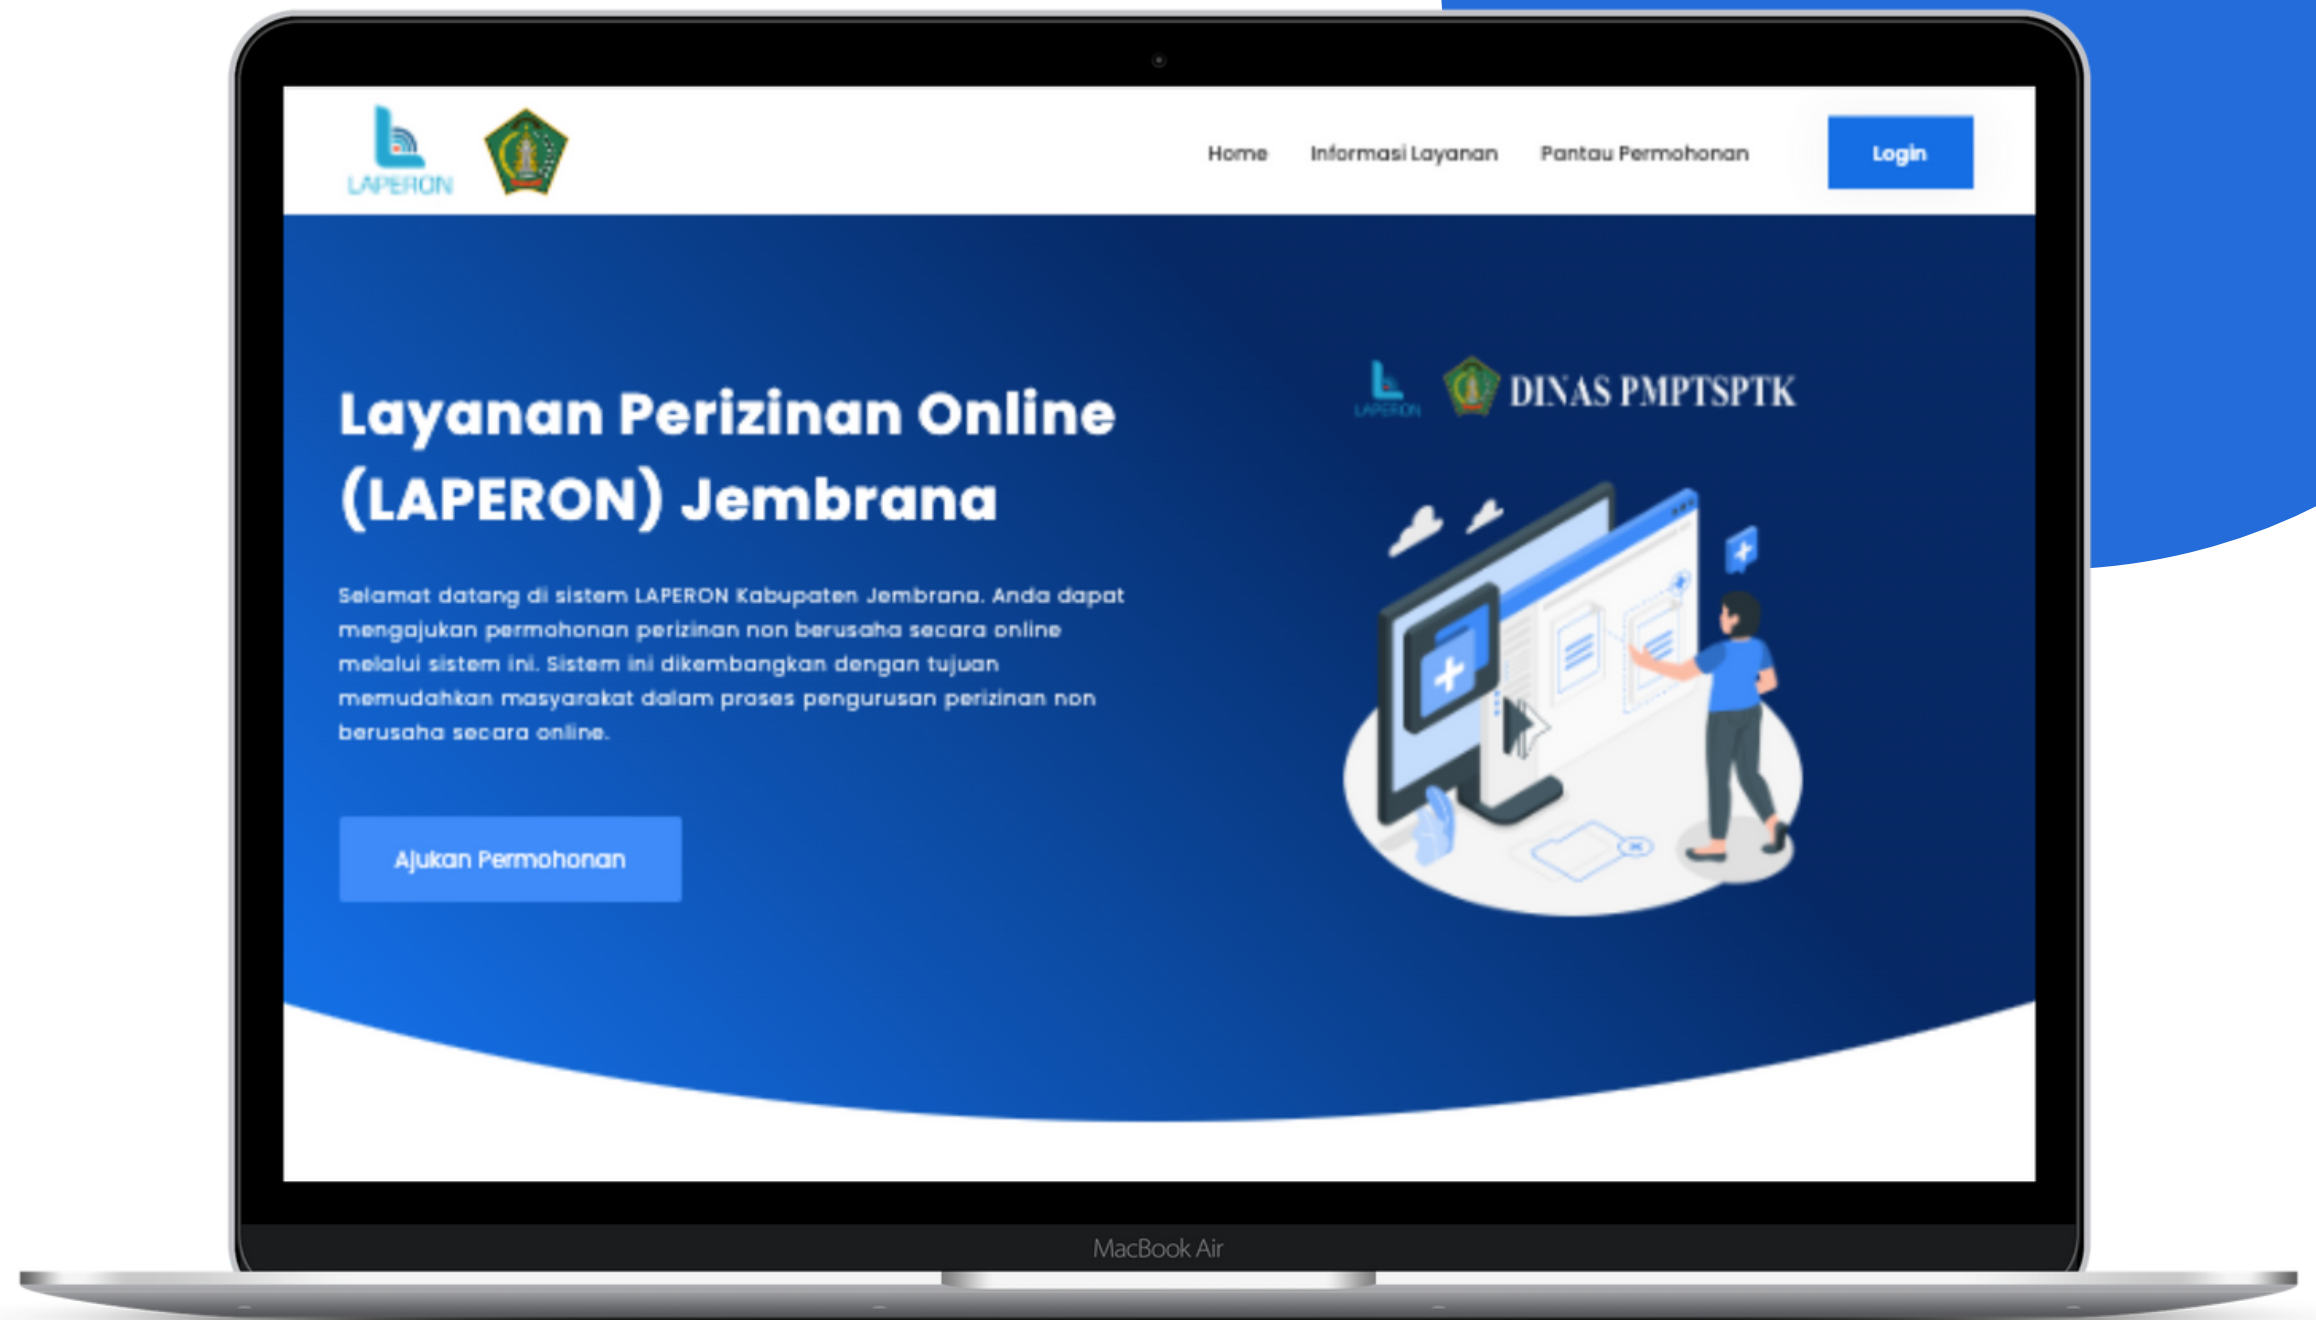 LAPERON
Home
Informasi Layanan
Pantau Permohonan
Login
Layanan Perizinan Online
(LAPERON) Jembrana
Selamat datang di sistem LAPERON Kabupaten Jembrana. Anda dapat
mengajukan permohonan perizinan non berusaha secara online
melalui sistem ini. Sistem ini dikembangkan dengan tujuan
memudahkan masyarakat dalam proses pengurusan perizinan non
berusaha secara online.
Ajukan Permohonan
LAPERON
DINAS PMPTSPTK
MacBook Air